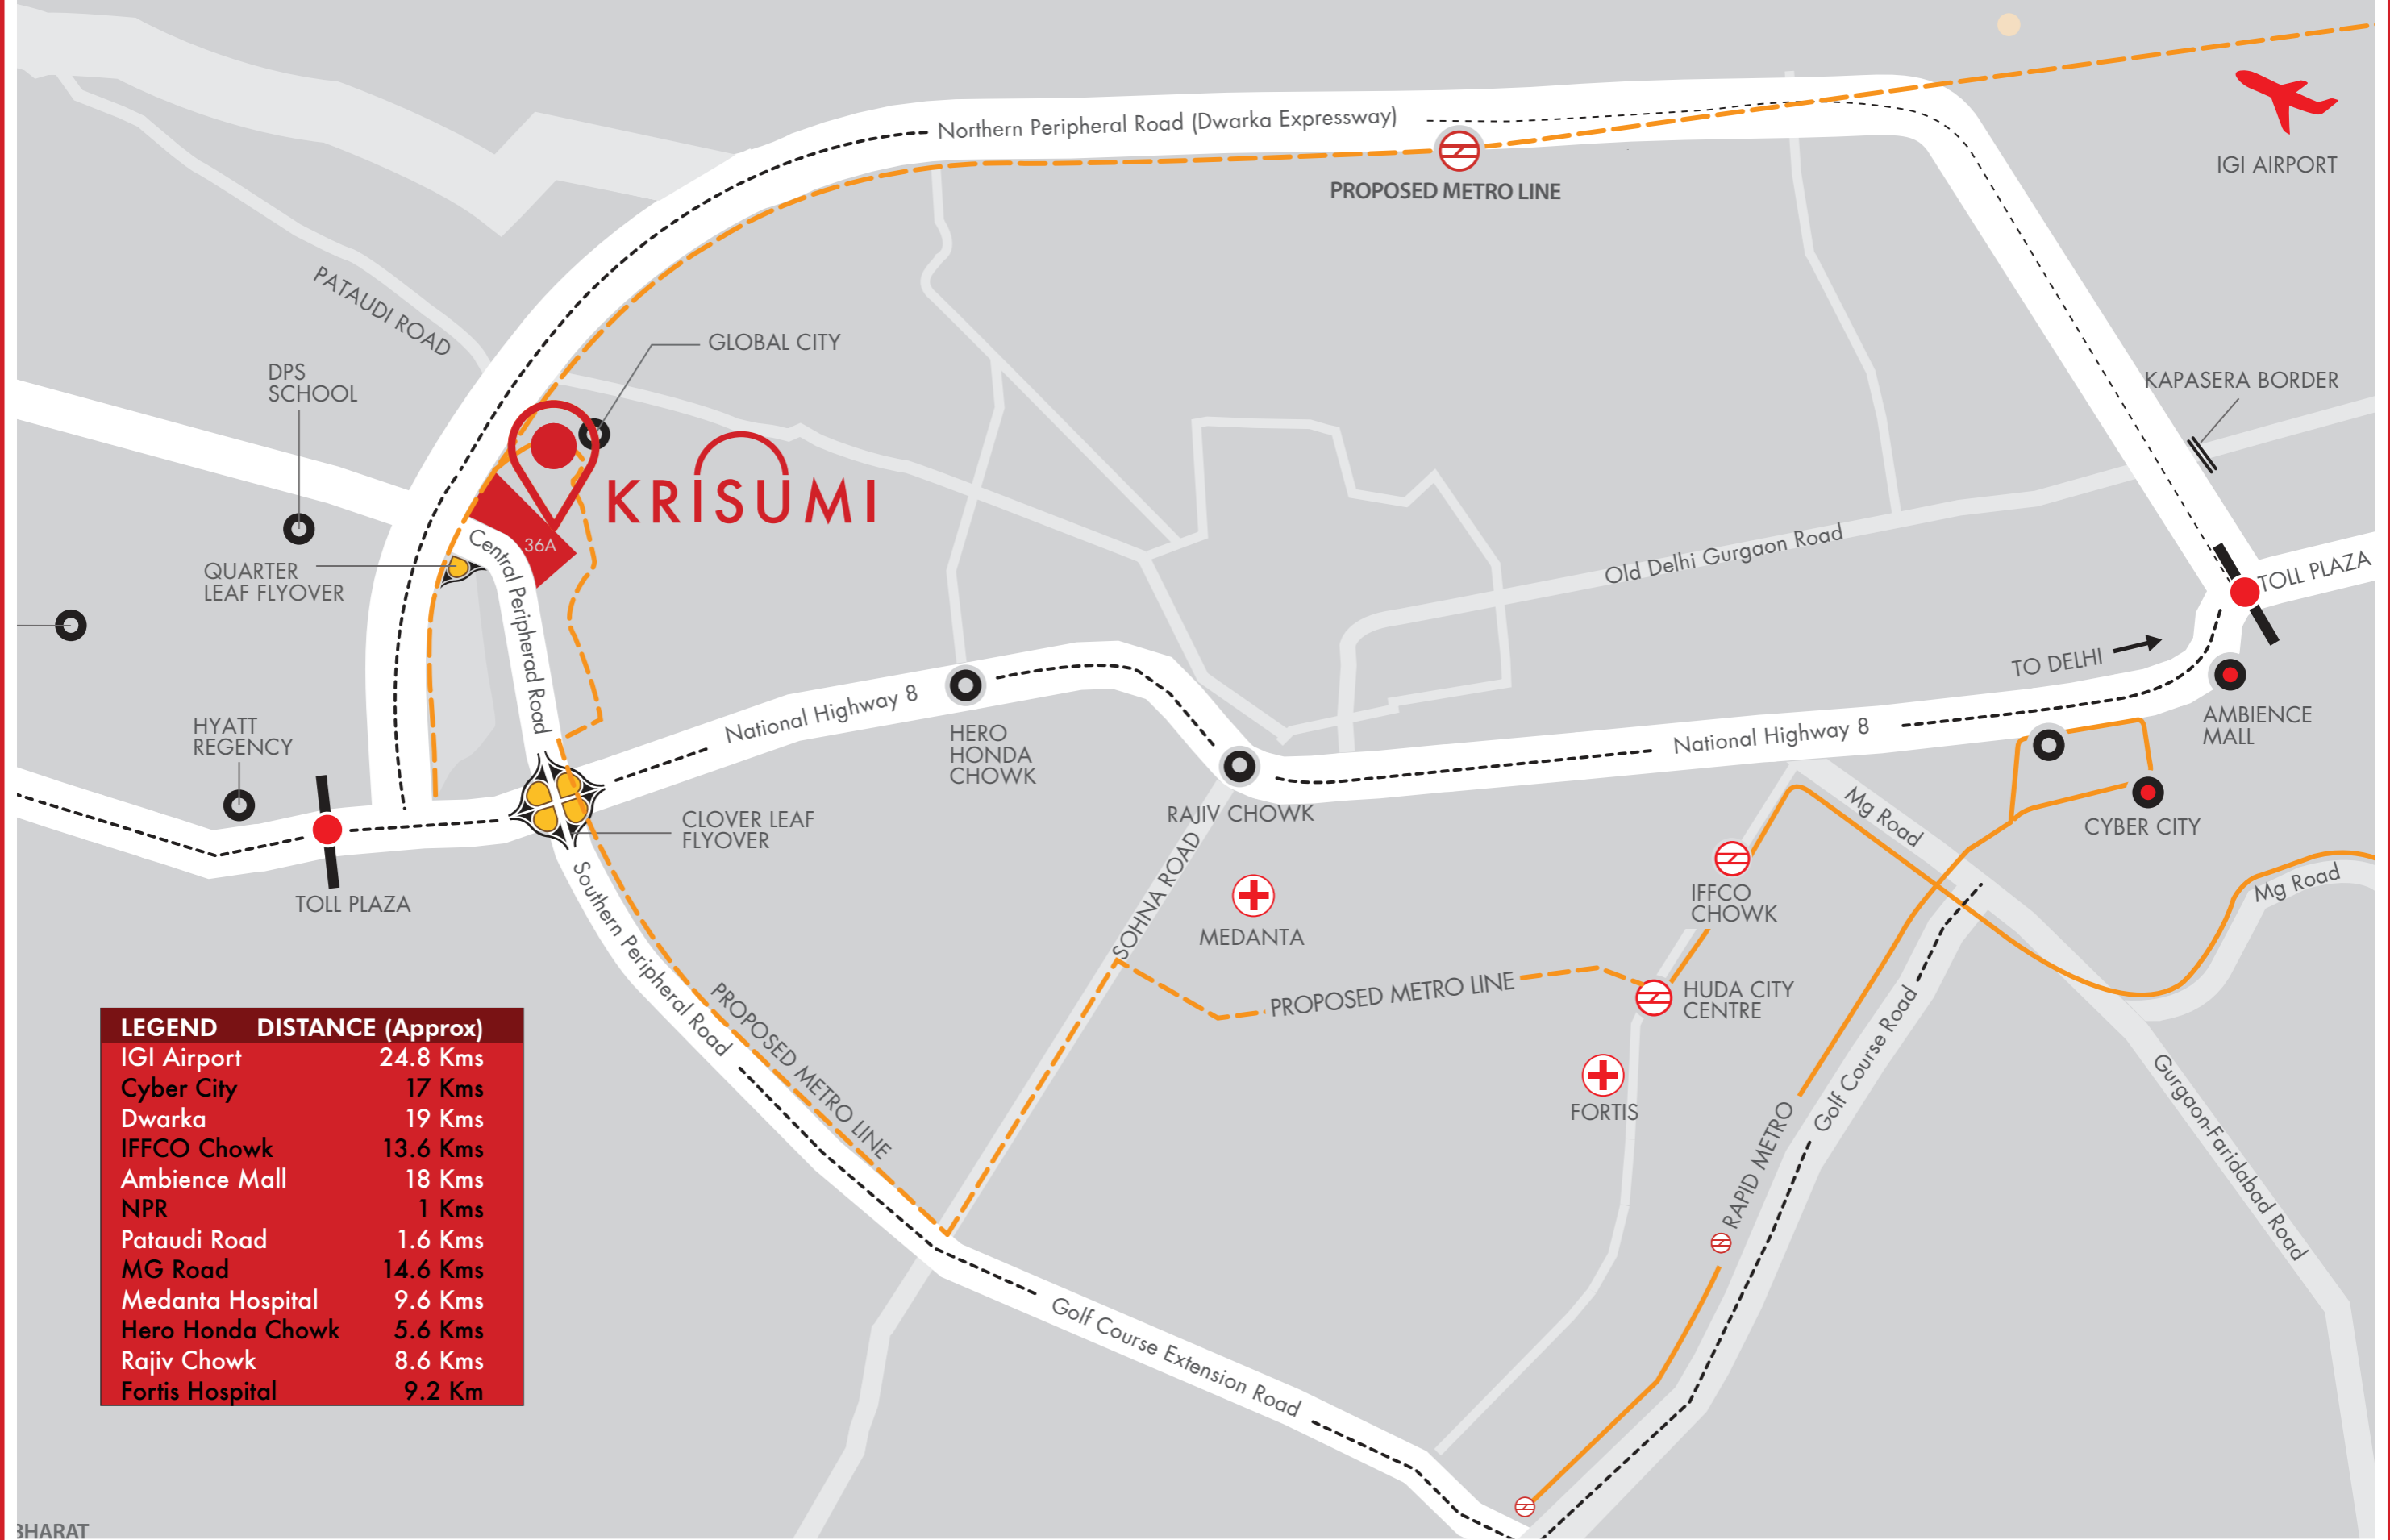 Northern Peripheral Road (Dwarka Expressway)
PROPOSED METRO LINE
IGI AIRPORT
PATAUDI ROAD
GLOBAL CITY
DPS
SCHOOL
KAPASERA BORDER
KRISUMI
36A
Central Peripherad Road
QUARTER
LEAF FLYOVER
Old Delhi Gurgaon Road
TOLL PLAZA
TO DELHI
National Highway 8
HERO
HONDA
CHOWK
National Highway 8
AMBIENCE
MALL
HYATT
REGENCY
RAJIV CHOWK
CLOVER LEAF
FLYOVER
Mg Road
CYBER CITY
TOLL PLAZA
SOHNA ROAD
MEDANTA
IFFCO
CHOWK
Mg Road
Southern Peripheral Road
PROPOSED METRO LINE
PROPOSED METRO LINE
HUDA CITY
CENTRE
FORTIS
Golf Course Road
RAPID METRO
Gurgaon-Faridabad Road
Golf Course Extension Road
LEGEND DISTANCE (Approx)
IGI Airport 24.8 Kms
Cyber City 17 Kms
Dwarka 19 Kms
IFFCO Chowk 13.6 Kms
Ambience Mall 18 Kms
NPR 1 Kms
Pataudi Road 1.6 Kms
MG Road 14.6 Kms
Medanta Hospital 9.6 Kms
Hero Honda Chowk 5.6 Kms
Rajiv Chowk 8.6 Kms
Fortis Hospital 9.2 Km
BHARAT